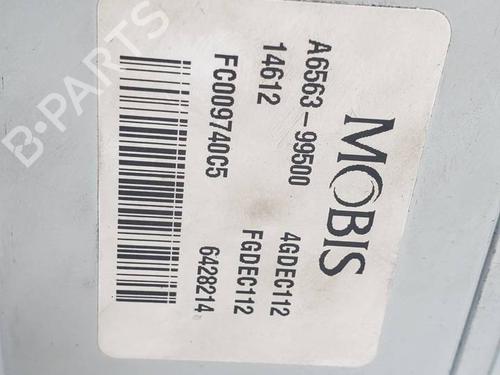 MOBIS
A6563-99500 4GDEC112
14612 FGDEC112
FC009740C5 6428214
B-PARTS